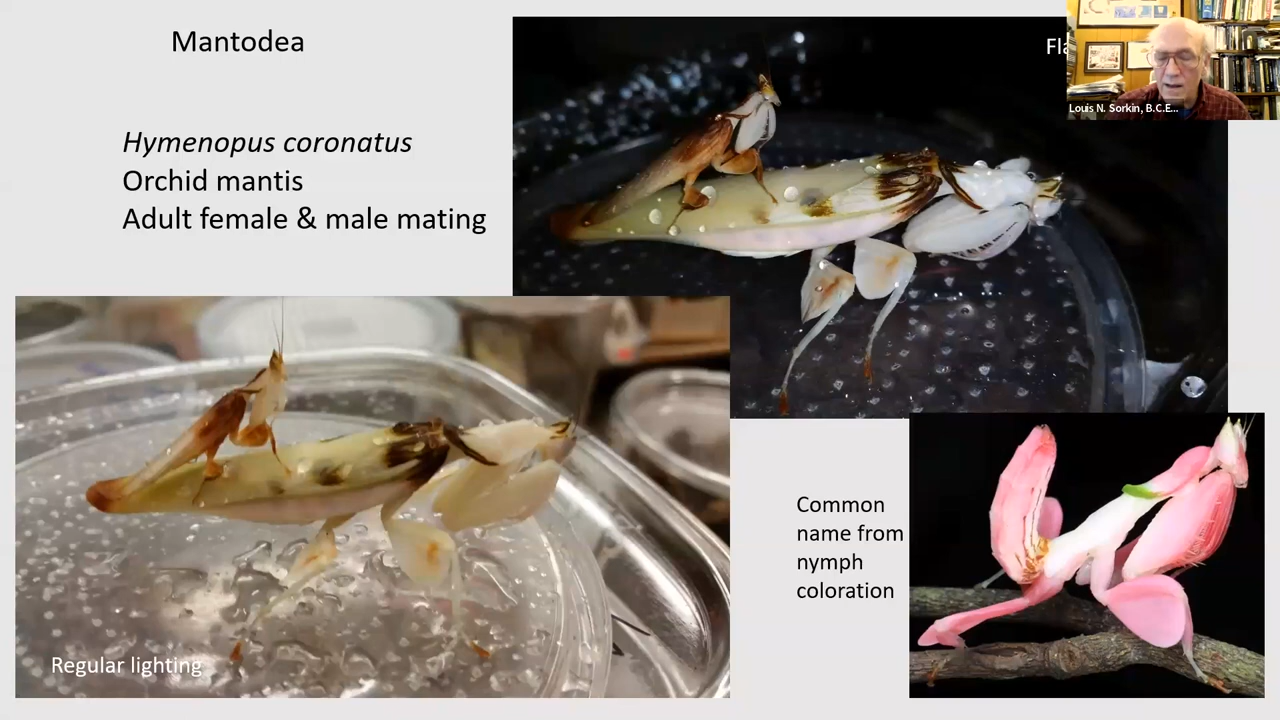 Mantodea
Hymenopus coronatus
Orchid mantis
Adult female & male mating
Louis N. Sorkin, B.C.E...
Regular lighting
Common
name from
nymph
coloration